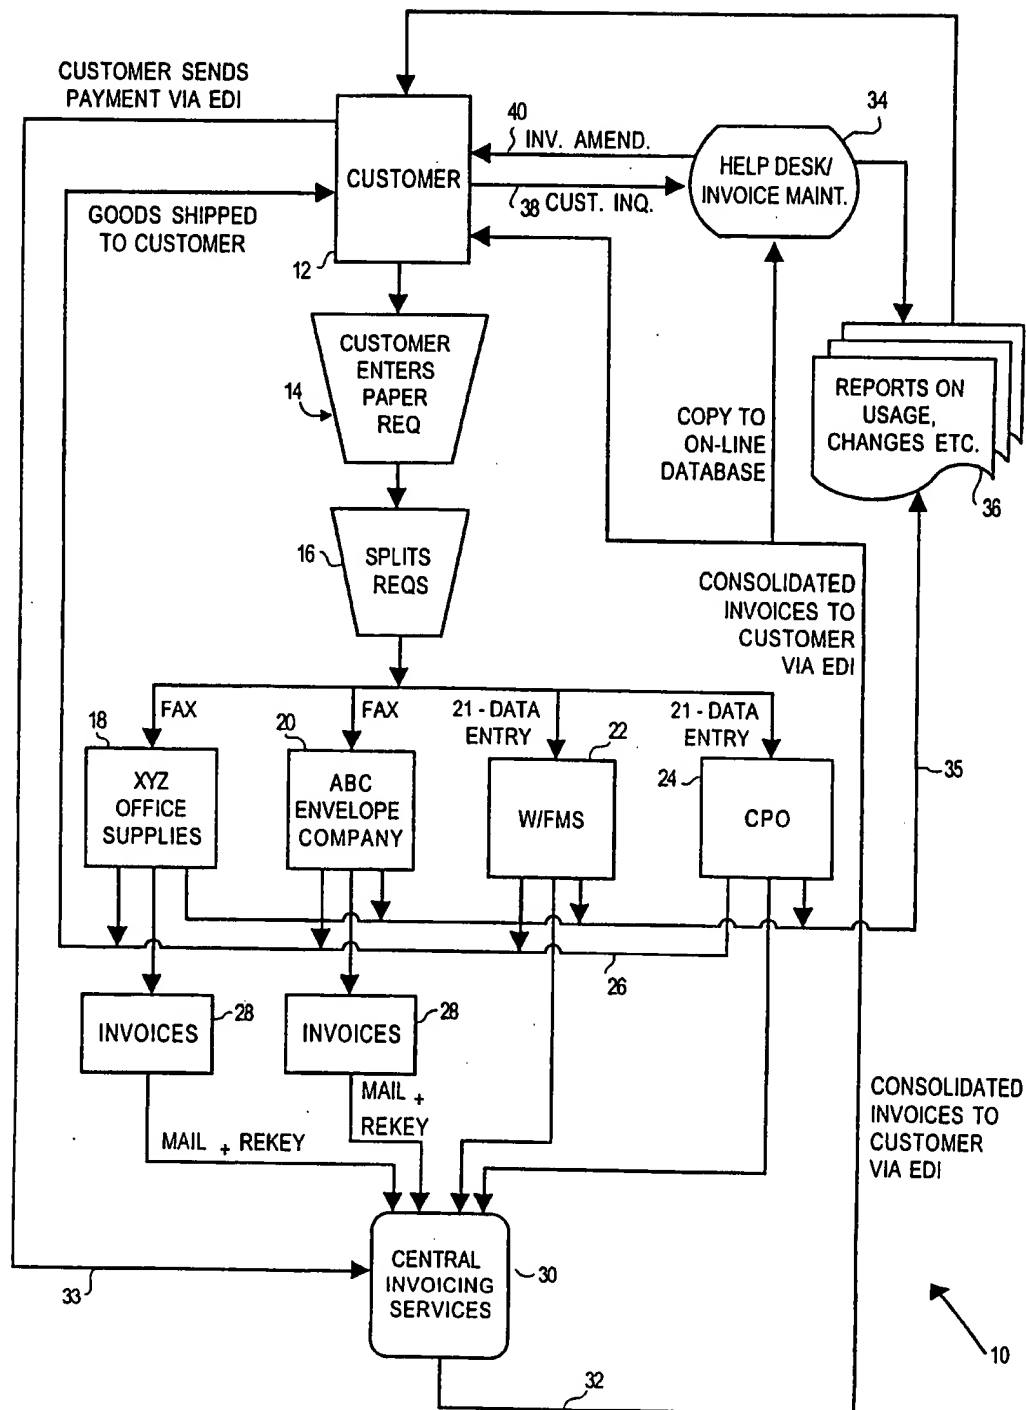 CUSTOMER SENDS
PAYMENT VIA EDI
GOODS SHIPPED
TO CUSTOMER
CUSTOMER
12
40
INV. AMEND.
38
CUST. INQ.
34
HELP DESK/
INVOICE MAINT.
CUSTOMER
ENTERS
PAPER
REQ
14
REPORTS ON
USAGE,
CHANGES ETC.
36
COPY TO
ON-LINE
DATABASE
16
SPLITS
REQS
CONSOLIDATED
INVOICES TO
CUSTOMER
VIA EDI
FAX
FAX
21 - DATA
ENTRY
21 - DATA
ENTRY
18
XYZ
OFFICE
SUPPLIES
20
ABC
ENVELOPE
COMPANY
22
W/FMS
24
CPO
35
26
INVOICES
28
INVOICES
28
MAIL +
REKEY
MAIL + REKEY
CONSOLIDATED
INVOICES TO
CUSTOMER
VIA EDI
CENTRAL
INVOICING
SERVICES
30
33
32
10